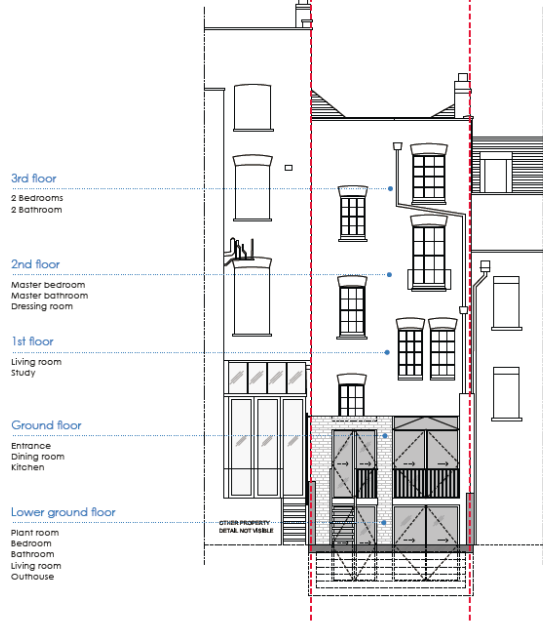 3rd floor
2 Bedrooms
2 Bathroom
2nd floor
Master bedroom
Master bathroom
Dressing room
1st floor
Living room
Study
Ground floor
Entrance
Dining room
Kitchen
Lower ground floor
Plant room
Bedroom
Bathroom
Living room
Outhouse
OTHER PROPERTY
DETAIL NOT VISIBLE